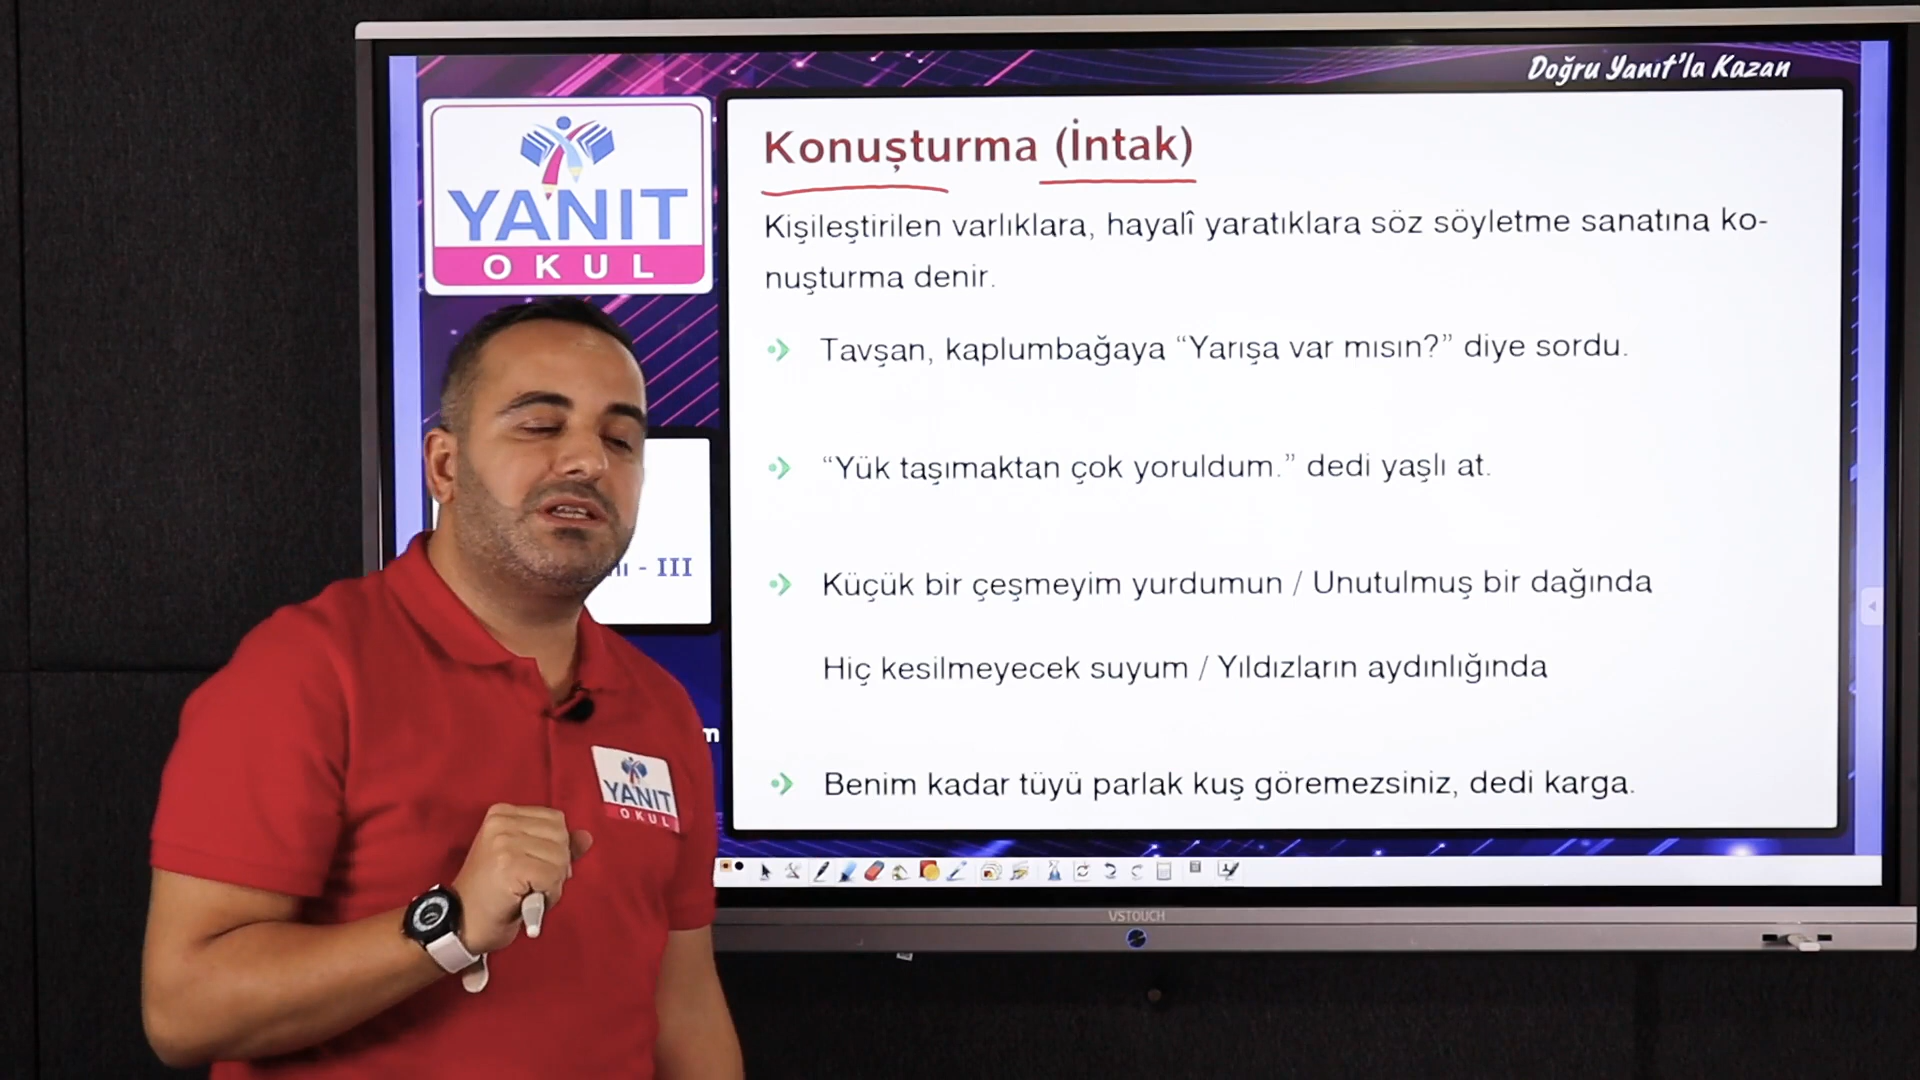 Doğru Yanıt'la Kazan
YANIT
OKUL
Konuşturma (İntak)
Kişileştirilen varlıklara, hayalî yaratıklara söz söyletme sanatına ko-
nuşturma denir.
Tavşan, kaplumbağaya “Yarışa var mısın?” diye sordu.
“Yük taşımaktan çok yoruldum.” dedi yaşlı at.
- III
Küçük bir çeşmeyim yurdumun / Unutulmuş bir dağında
Hiç kesilmeyecek suyum / Yıldızların aydınlığında
Benim kadar tüyü parlak kuş göremezsiniz, dedi karga.
YANIT
OKUL
VSTOUCH